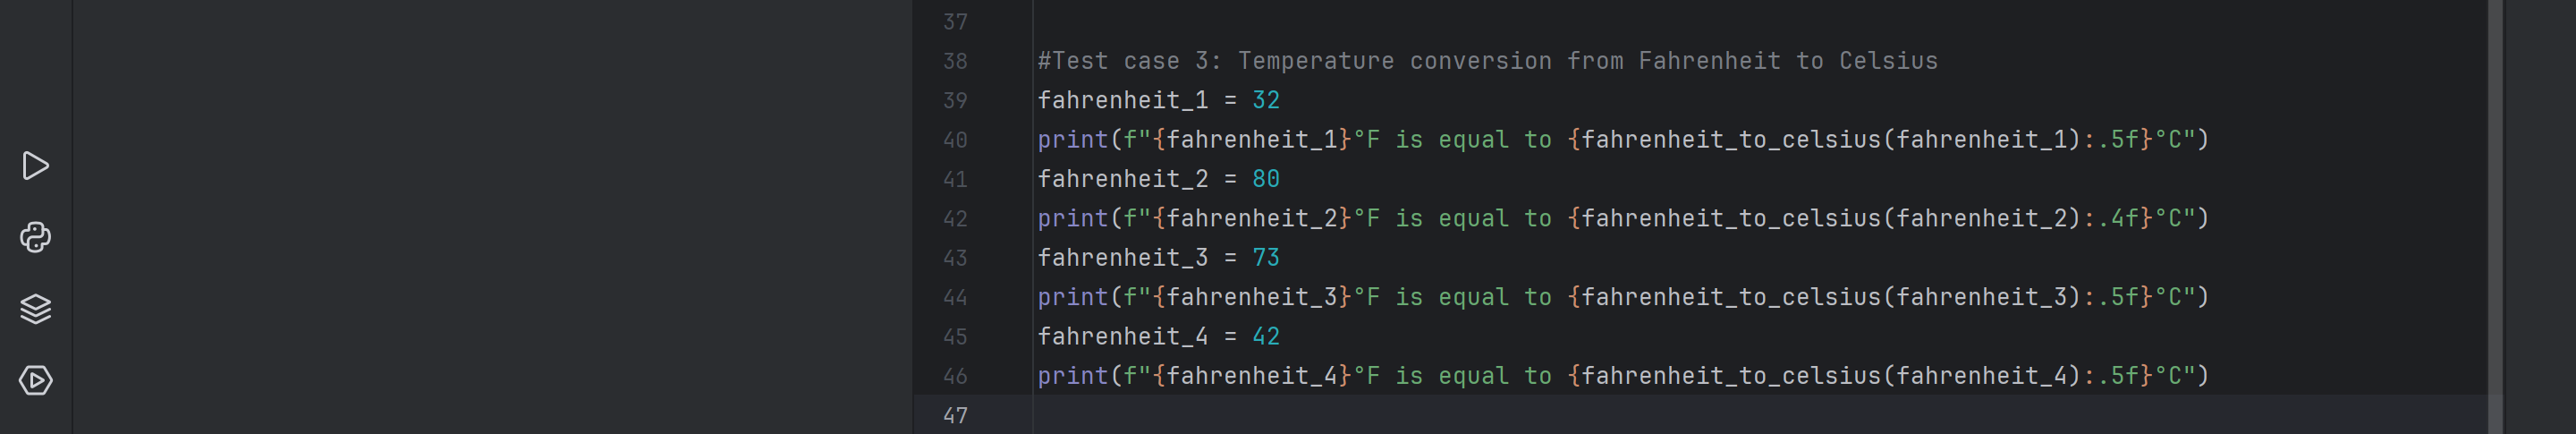 37
38 #Test case 3: Temperature conversion from Fahrenheit to Celsius
39 fahrenheit_1 = 32
40 print(f"{fahrenheit_1}°F is equal to {fahrenheit_to_celsius(fahrenheit_1):.5f}°C")
41 fahrenheit_2 = 80
42 print(f"{fahrenheit_2}°F is equal to {fahrenheit_to_celsius(fahrenheit_2):.4f}°C")
43 fahrenheit_3 = 73
44 print(f"{fahrenheit_3}°F is equal to {fahrenheit_to_celsius(fahrenheit_3):.5f}°C")
45 fahrenheit_4 = 42
46 print(f"{fahrenheit_4}°F is equal to {fahrenheit_to_celsius(fahrenheit_4):.5f}°C")
47